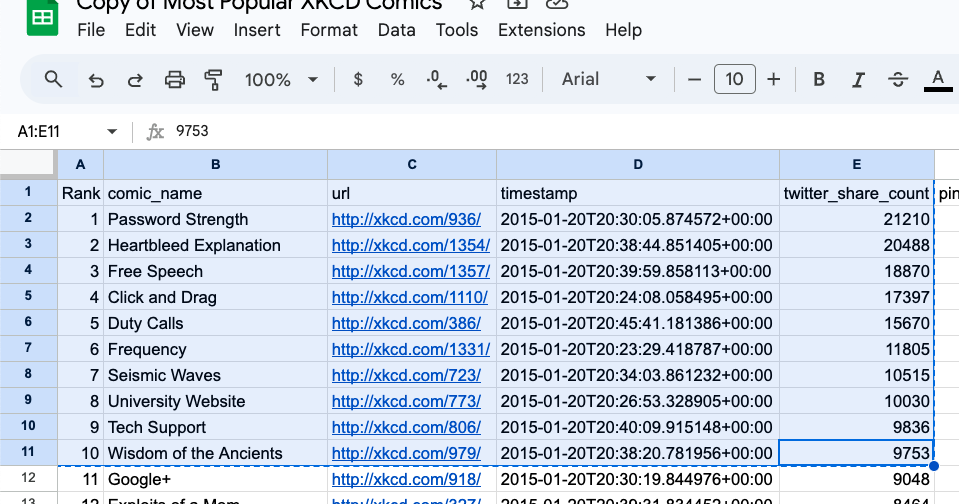 Copy of Most Popular XKCD Comics
File Edit View Insert Format Data Tools Extensions Help
100% $ % .0 .00 123 Arial 10 B I S A
A1:E11 fx 9753
A B C D E
1 Rank comic_name url timestamp twitter_share_count pin
2 1 Password Strength http://xkcd.com/936/ 2015-01-20T20:30:05.874572+00:00 21210
3 2 Heartbleed Explanation http://xkcd.com/1354/ 2015-01-20T20:38:44.851405+00:00 20488
4 3 Free Speech http://xkcd.com/1357/ 2015-01-20T20:39:59.858113+00:00 18870
5 4 Click and Drag http://xkcd.com/1110/ 2015-01-20T20:24:08.058495+00:00 17397
6 5 Duty Calls http://xkcd.com/386/ 2015-01-20T20:45:41.181386+00:00 15670
7 6 Frequency http://xkcd.com/1331/ 2015-01-20T20:23:29.418787+00:00 11805
8 7 Seismic Waves http://xkcd.com/723/ 2015-01-20T20:34:03.861232+00:00 10515
9 8 University Website http://xkcd.com/773/ 2015-01-20T20:26:53.328905+00:00 10030
10 9 Tech Support http://xkcd.com/806/ 2015-01-20T20:40:09.915148+00:00 9836
11 10 Wisdom of the Ancients http://xkcd.com/979/ 2015-01-20T20:38:20.781956+00:00 9753
12 11 Google+ http://xkcd.com/918/ 2015-01-20T20:30:19.844976+00:00 9048
13 12 Exploits of a Mom http://xkcd.com/327/ 2015-01-20T20:39:31.834452+00:00 8464